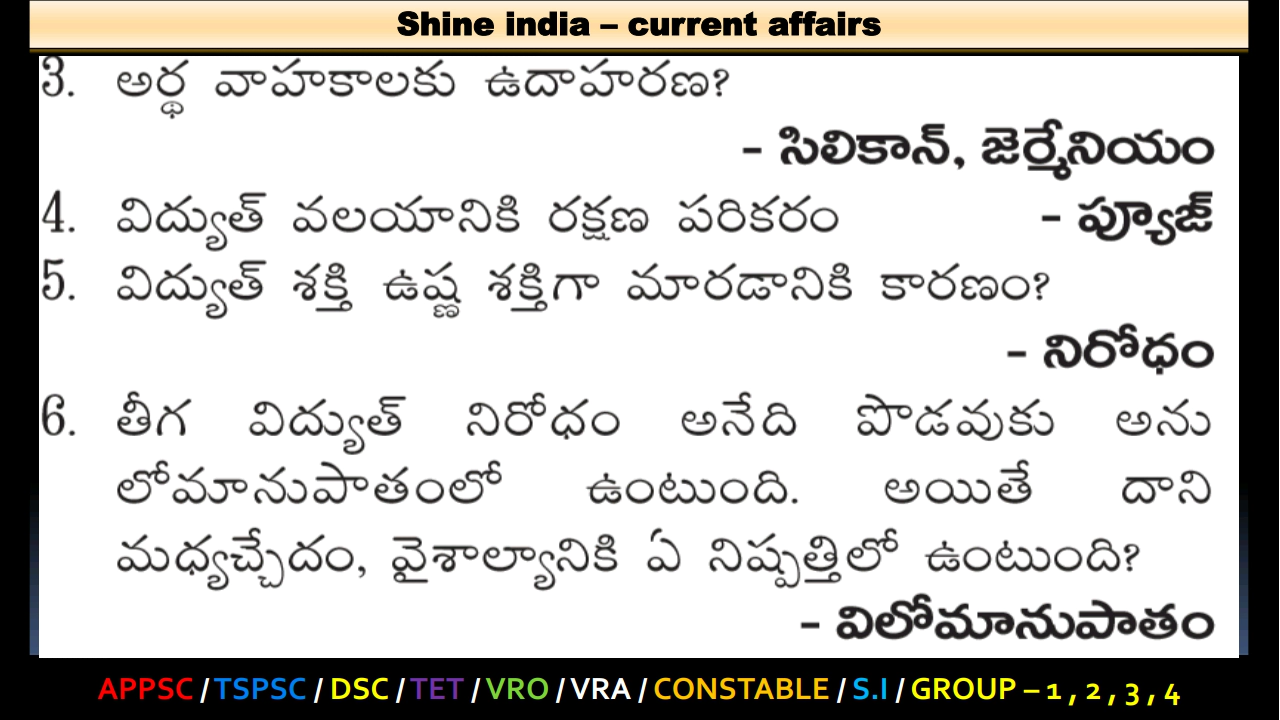 Shine india – current affairs
3. అర్థ వాహకాలకు ఉదాహరణ?
- సిలికాన్, జెర్మేనియం
4. విద్యుత్ వలయానికి రక్షణ పరికరం - ఫ్యూజ్
5. విద్యుత్ శక్తి ఉష్ణ శక్తిగా మారడానికి కారణం?
- నిరోధం
6. తీగ విద్యుత్ నిరోధం అనేది పొడవుకు అను
లోమానుపాతంలో ఉంటుంది. అయితే దాని
మధ్యచ్ఛేదం, వైశాల్యానికి ఏ నిష్పత్తిలో ఉంటుంది?
- విలోమానుపాతం
APPSC / TSPSC / DSC / TET / VRO / VRA / CONSTABLE / S.I / GROUP – 1 , 2 , 3 , 4